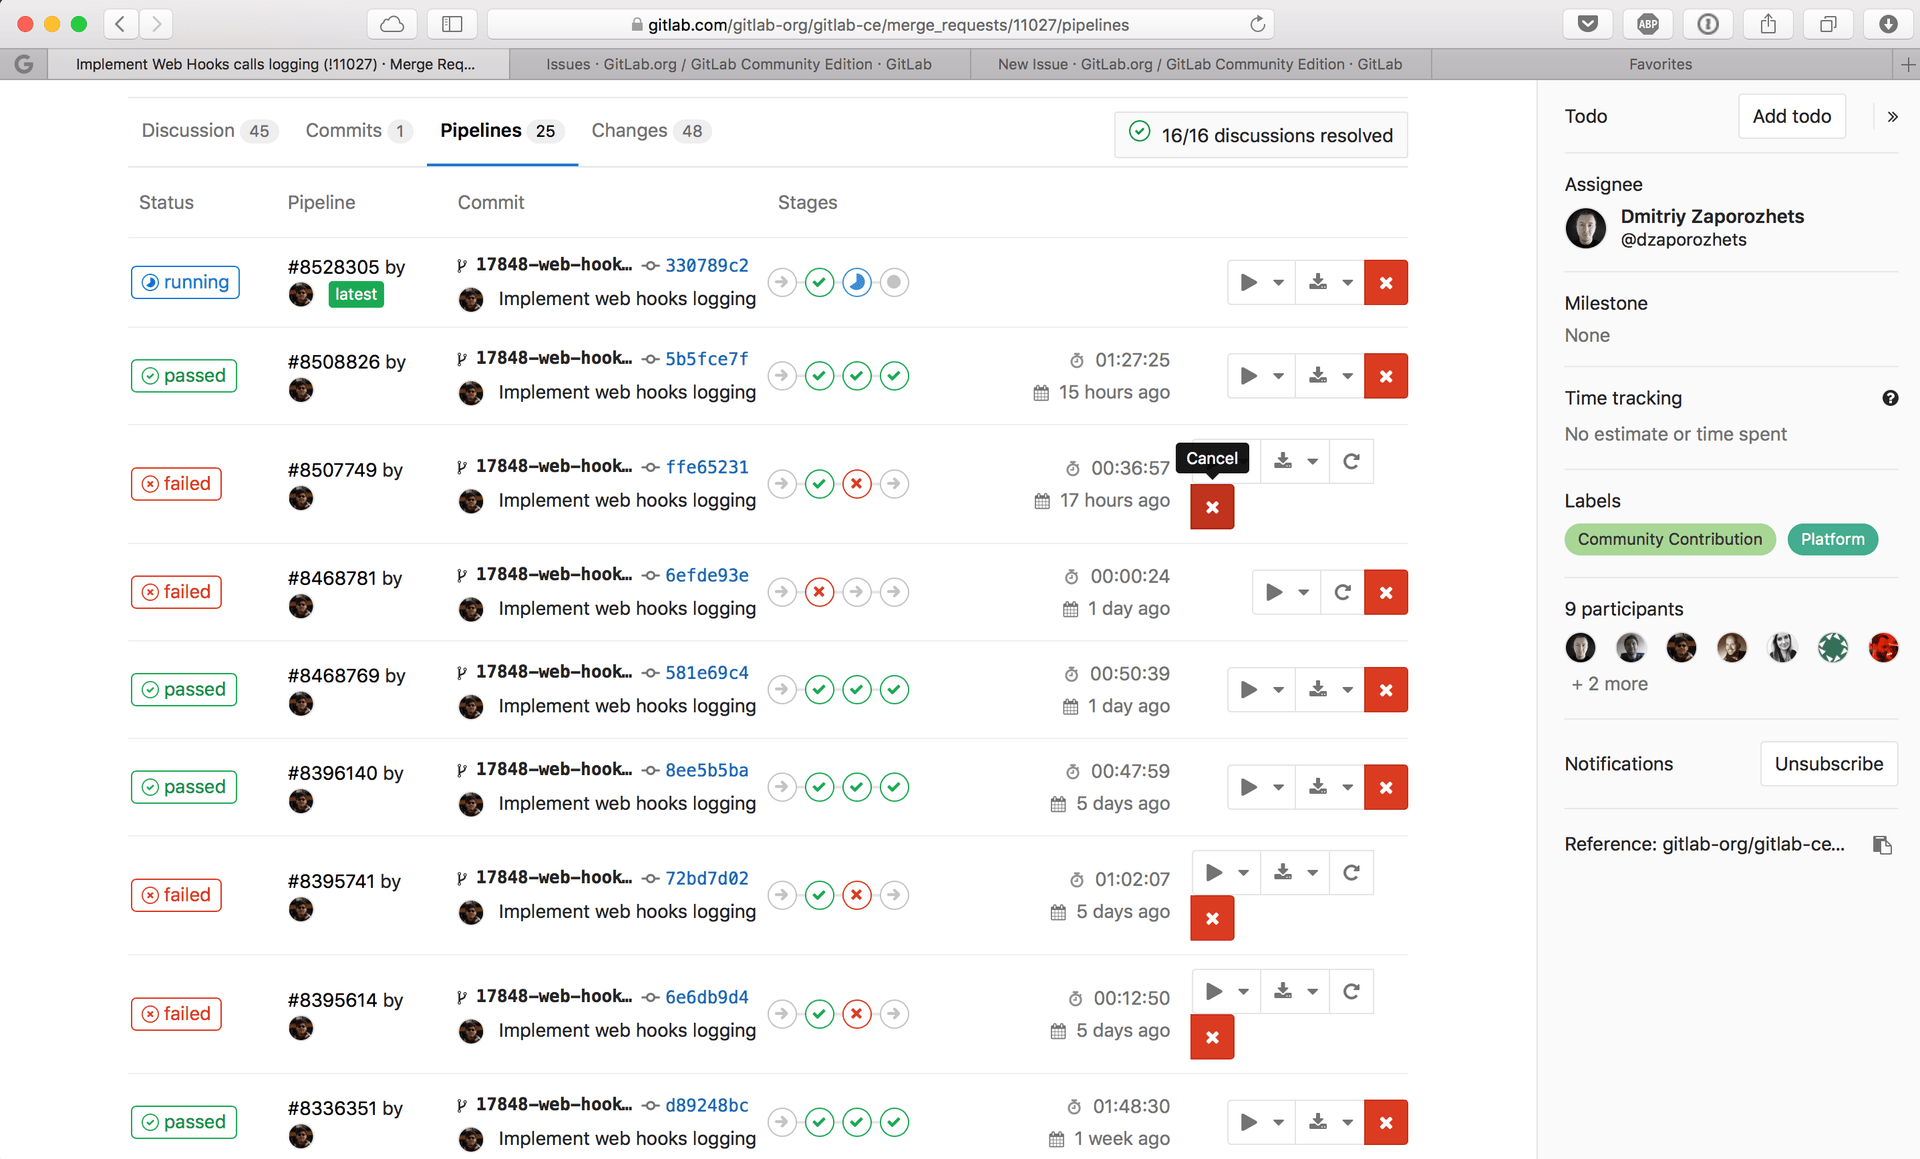 gitlab.com/gitlab-org/gitlab-ce/merge_requests/11027/pipelines
ABP
G
Implement Web Hooks calls logging (!11027) · Merge Req...
Issues · GitLab.org / GitLab Community Edition · GitLab
New Issue · GitLab.org / GitLab Community Edition · GitLab
Favorites
Discussion 45 Commits 1 Pipelines 25 Changes 48
16/16 discussions resolved
Status Pipeline Commit Stages
running #8528305 by latest 17848-web-hook... 330789c2
Implement web hooks logging
passed #8508826 by 17848-web-hook... 5b5fce7f 01:27:25
Implement web hooks logging 15 hours ago
failed #8507749 by 17848-web-hook... ffe65231 00:36:57 Cancel
Implement web hooks logging 17 hours ago
failed #8468781 by 17848-web-hook... 6efde93e 00:00:24
Implement web hooks logging 1 day ago
passed #8468769 by 17848-web-hook... 581e69c4 00:50:39
Implement web hooks logging 1 day ago
passed #8396140 by 17848-web-hook... 8ee5b5ba 00:47:59
Implement web hooks logging 5 days ago
failed #8395741 by 17848-web-hook... 72bd7d02 01:02:07
Implement web hooks logging 5 days ago
failed #8395614 by 17848-web-hook... 6e6db9d4 00:12:50
Implement web hooks logging 5 days ago
passed #8336351 by 17848-web-hook... d89248bc 01:48:30
Implement web hooks logging 1 week ago
Todo Add todo »
Assignee
Dmitriy Zaporozhets
@dzaporozhets
Milestone
None
Time tracking ?
No estimate or time spent
Labels
Community Contribution Platform
9 participants
+ 2 more
Notifications Unsubscribe
Reference: gitlab-org/gitlab-ce...